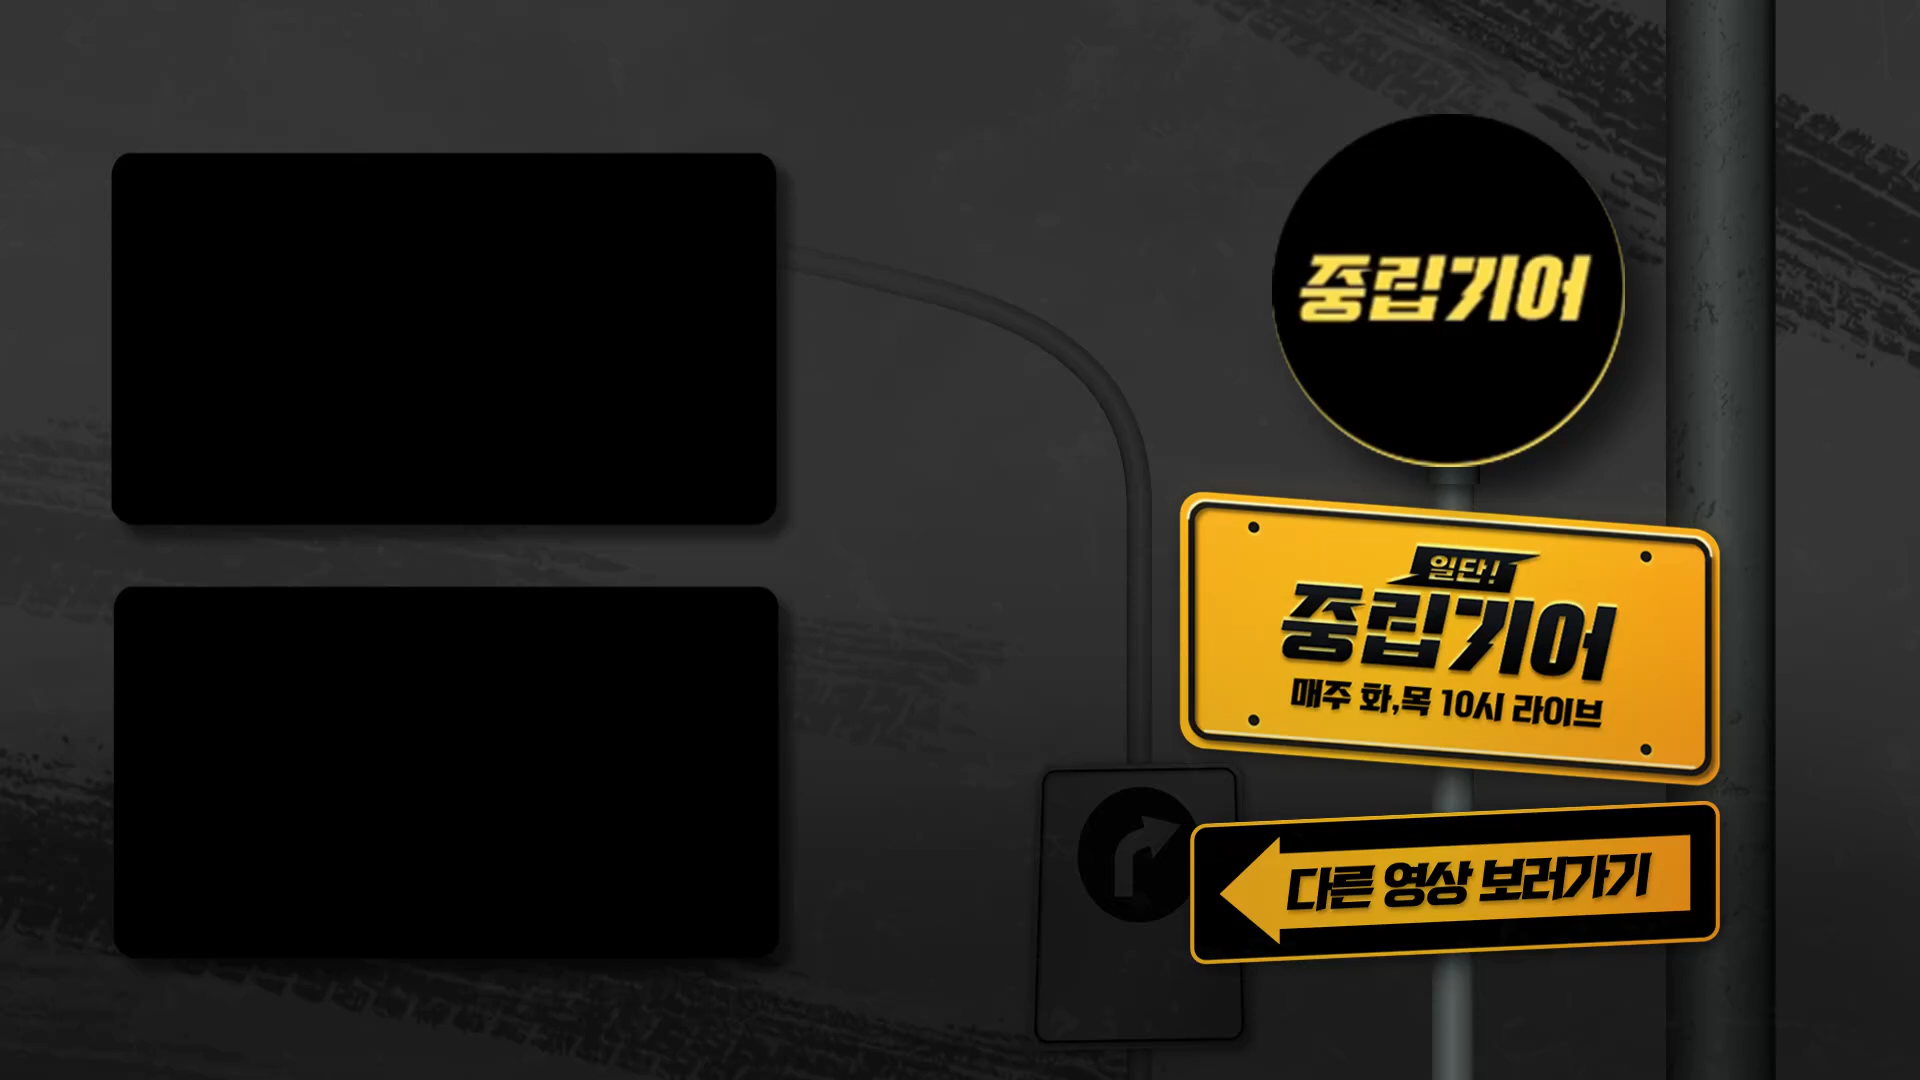 중립기어
일단!
중립기어
매주 화,목 10시 라이브
다른 영상 보러가기